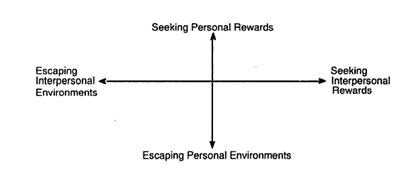 Seeking Personal Rewards
Escaping
Interpersonal
Environments
Seeking
Interpersonal
Rewards
Escaping Personal Environments